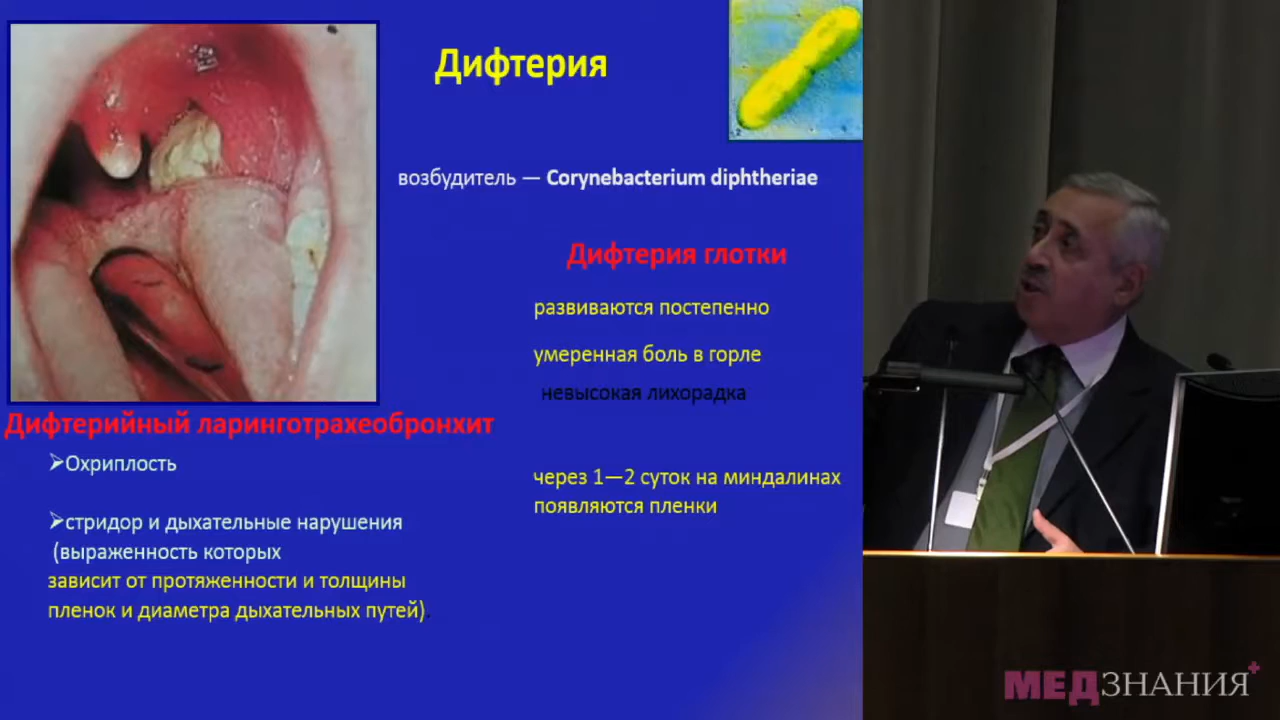 Дифтерия
возбудитель — Corynebacterium diphtheriae
Дифтерия глотки
развиваются постепенно
умеренная боль в горле
невысокая лихорадка
через 1—2 суток на миндалинах
появляются пленки
Дифтерийный ларинготрахеобронхит
➢Охриплость
➢стридор и дыхательные нарушения
(выраженность которых
зависит от протяженности и толщины
пленок и диаметра дыхательных путей).
МЕДЗНАНИЯ+